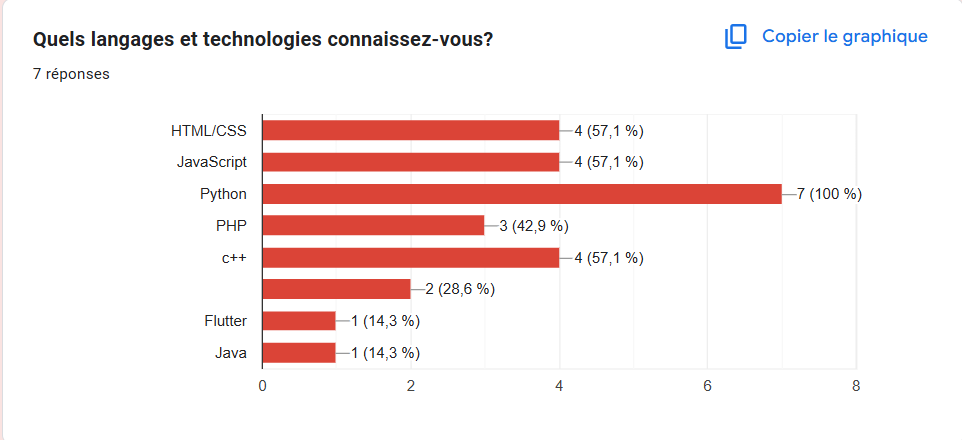 Quels langages et technologies connaissez-vous?
Copier le graphique
7 réponses
HTML/CSS 4 (57,1 %)
JavaScript 4 (57,1 %)
Python 7 (100 %)
PHP 3 (42,9 %)
c++ 4 (57,1 %)
2 (28,6 %)
Flutter 1 (14,3 %)
Java 1 (14,3 %)
0 2 4 6 8